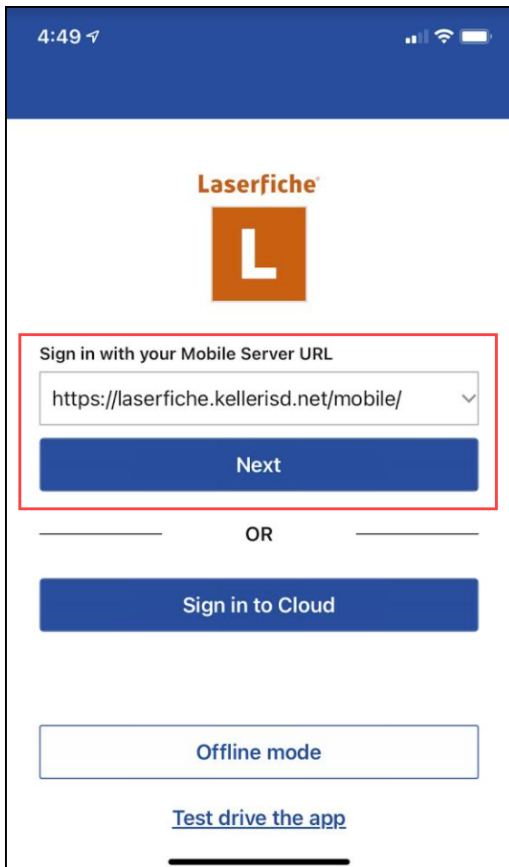 4:49
Laserfiche®
L
Sign in with your Mobile Server URL
https://laserfiche.kellerisd.net/mobile/
Next
OR
Sign in to Cloud
Offline mode
Test drive the app